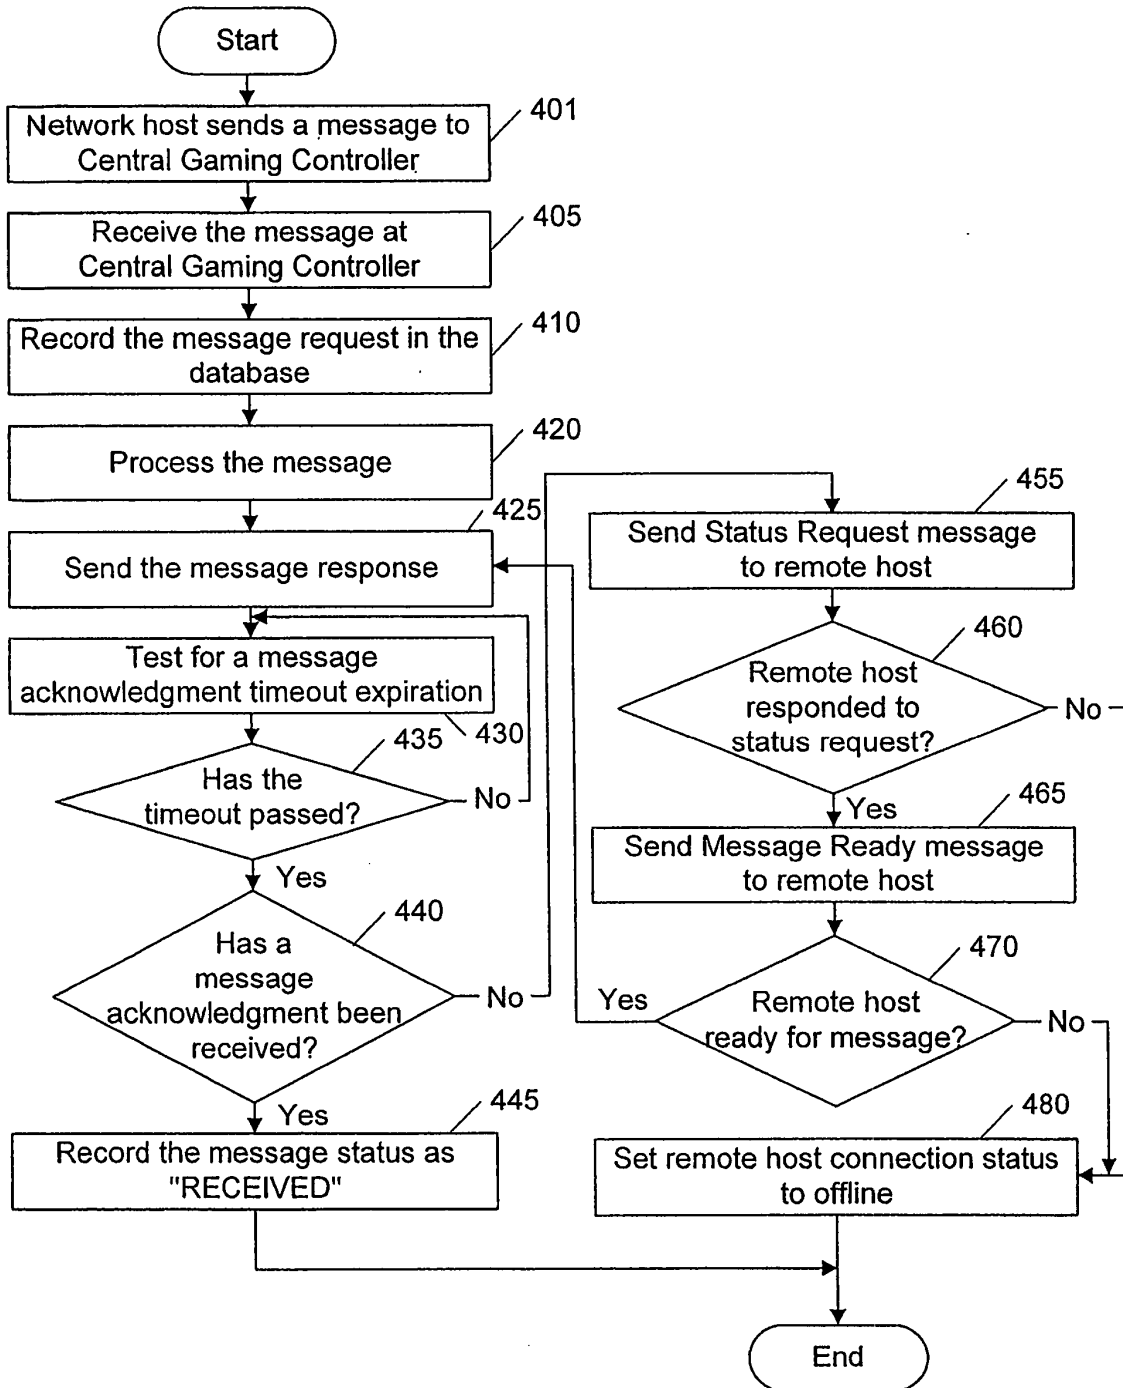 Start
401
Network host sends a message to
Central Gaming Controller
405
Receive the message at
Central Gaming Controller
410
Record the message request in the
database
420
Process the message
425
Send the message response
Test for a message
acknowledgment timeout expiration
430
435
Has the
timeout passed?
No
Yes
440
Has a
message
acknowledgment been
received?
No
Yes
445
Record the message status as
"RECEIVED"
455
Send Status Request message
to remote host
460
Remote host
responded to
status request?
No
Yes
465
Send Message Ready message
to remote host
470
Remote host
ready for message?
Yes
No
480
Set remote host connection status
to offline
End